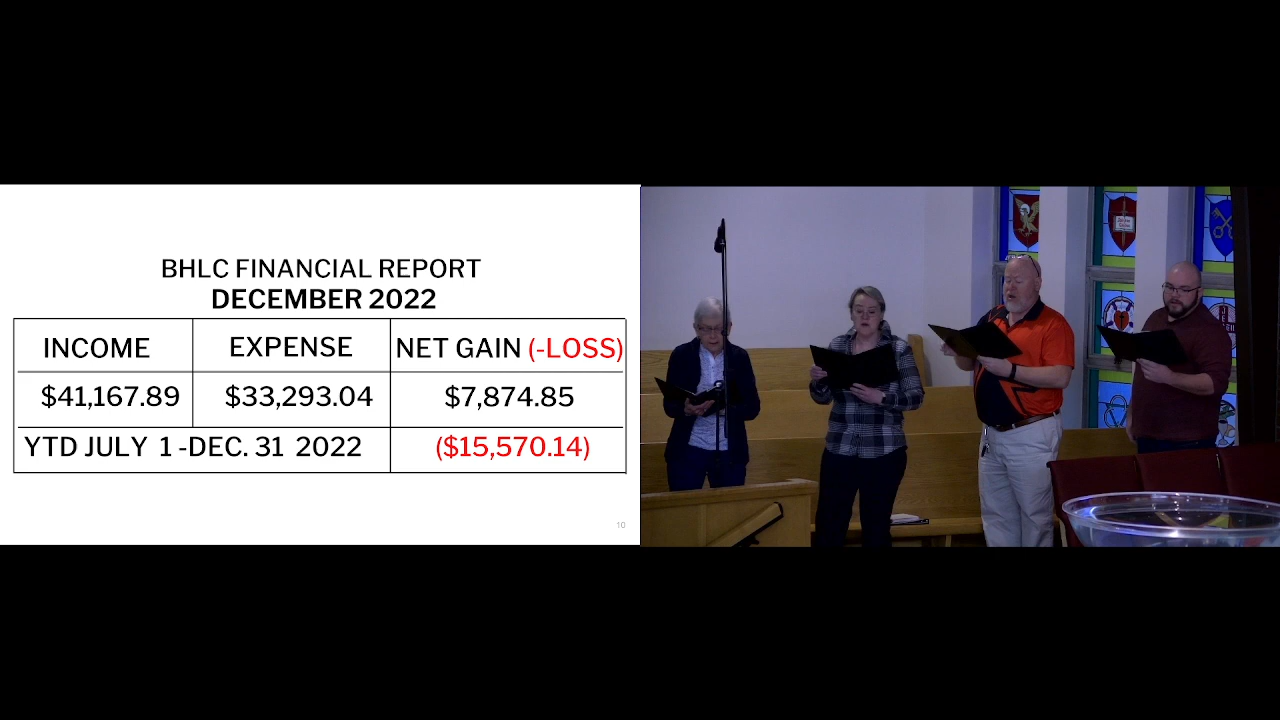 BHLC FINANCIAL REPORT
DECEMBER 2022
INCOME EXPENSE NET GAIN (-LOSS)
$41,167.89 $33,293.04 $7,874.85
YTD JULY 1 -DEC. 31 2022 ($15,570.14)
10